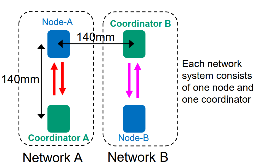 Node-A
Coordinator B
140mm
140mm
Each network
system consists
of one node and
one coordinator
Coordinator A
Node-B
Network A
Network B